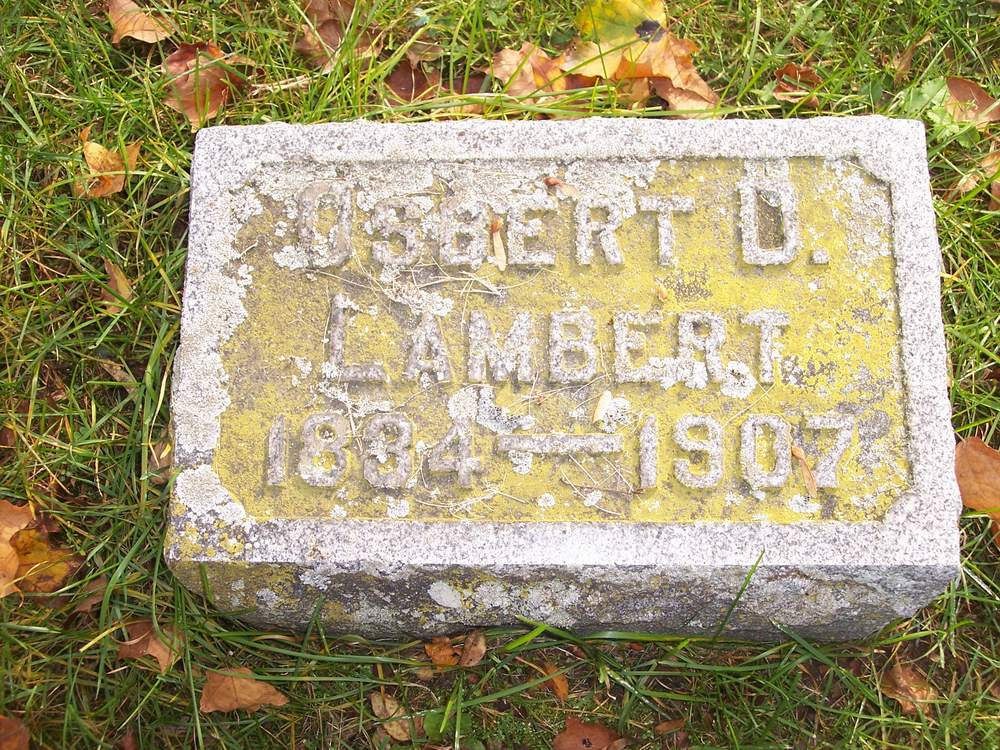 OSBERT D.
LAMBERT
1834 — 1907